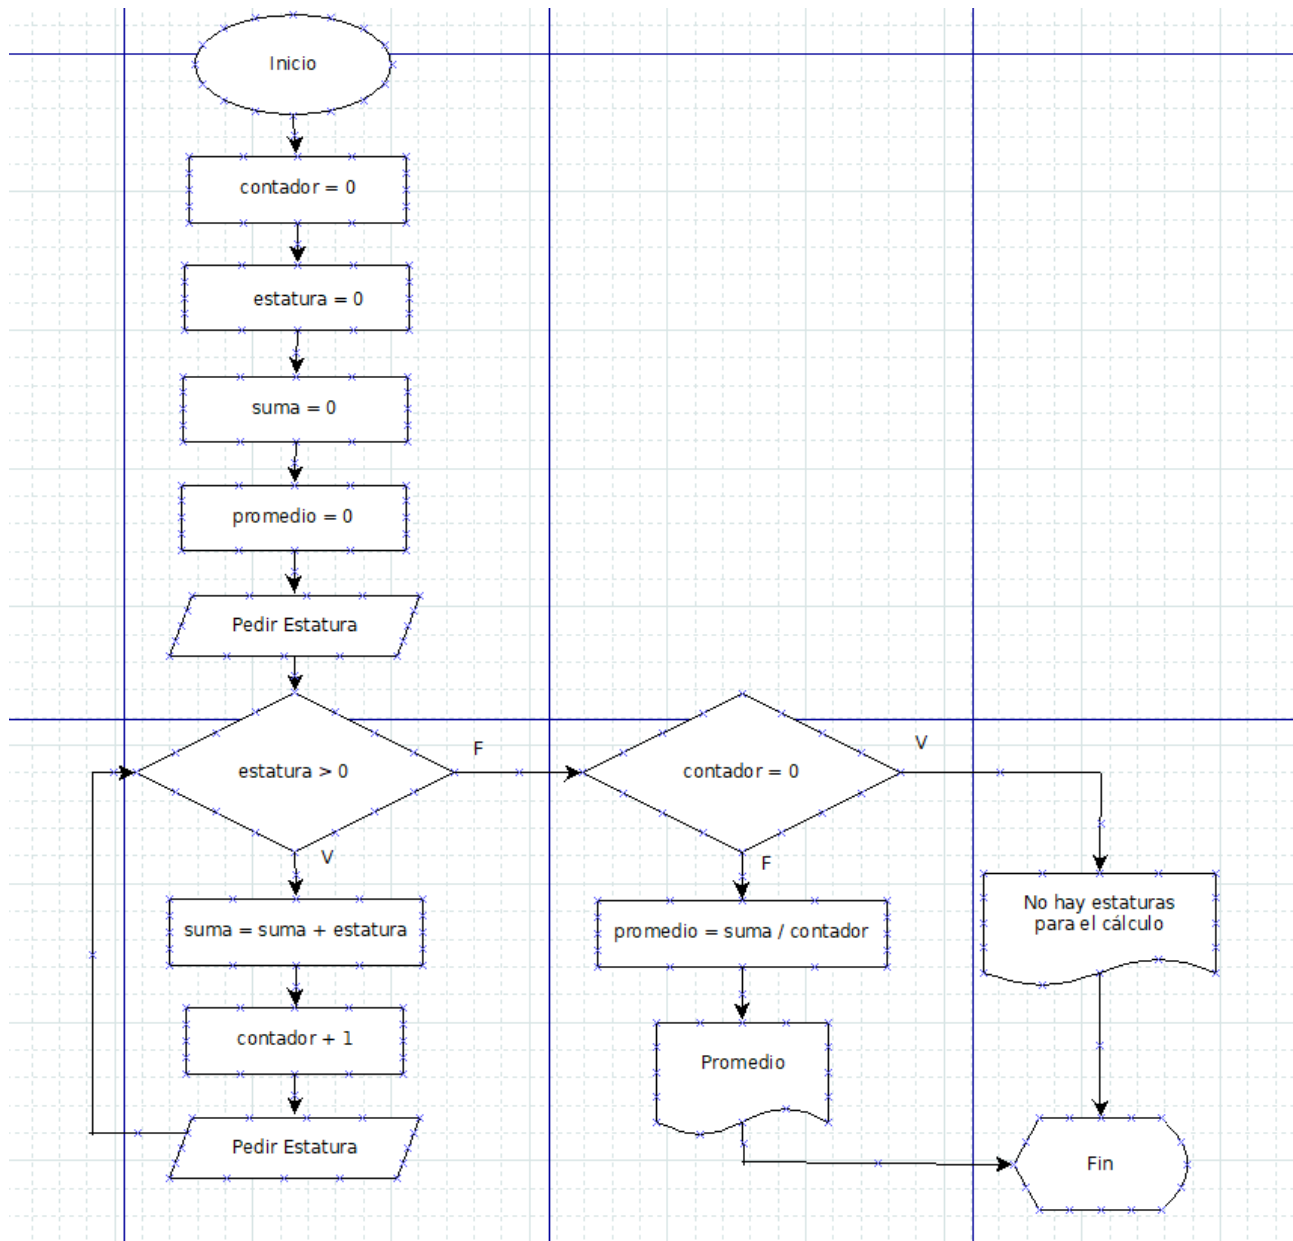 Inicio
contador = 0
estatura = 0
suma = 0
promedio = 0
Pedir Estatura
estatura > 0
F
V
suma = suma + estatura
contador + 1
Pedir Estatura
contador = 0
V
F
promedio = suma / contador
Promedio
No hay estaturas
para el cálculo
Fin